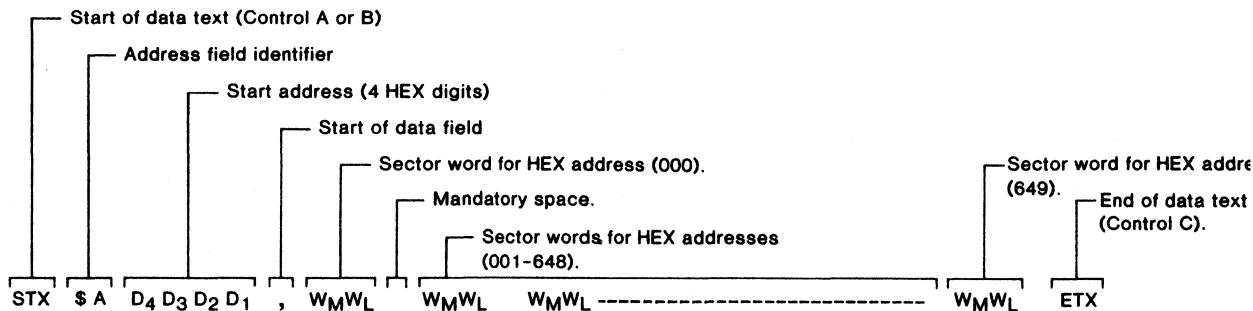 Start of data text (Control A or B)
Address field identifier
Start address (4 HEX digits)
Start of data field
Sector word for HEX address (000).
Sector word for HEX addre
(649).
Mandatory space.
End of data text
(Control C).
Sector words for HEX addresses
(001-648).
STX $ A D4 D3 D2 D1 , WMWL WMWL WMWL ------------------------------ WMWL ETX